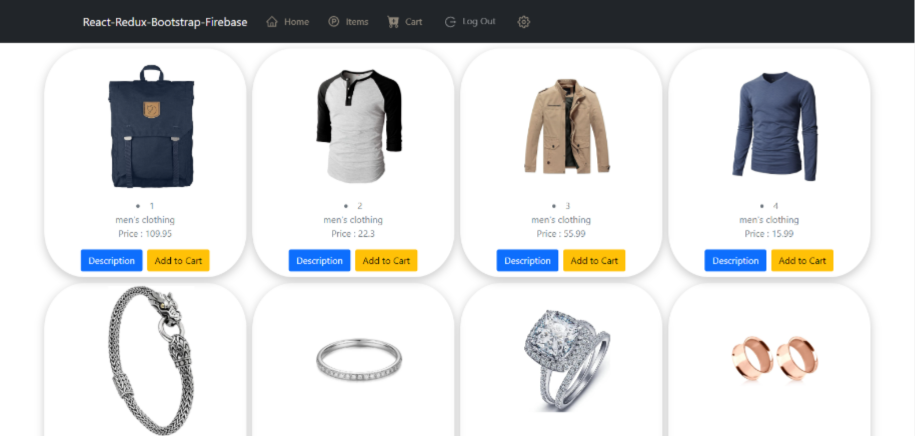 React-Redux-Bootstrap-Firebase Home Items Cart Log Out
1
men's clothing
Price : 109.95
Description Add to Cart
2
men's clothing
Price : 22.3
Description Add to Cart
3
men's clothing
Price : 55.99
Description Add to Cart
4
men's clothing
Price : 15.99
Description Add to Cart